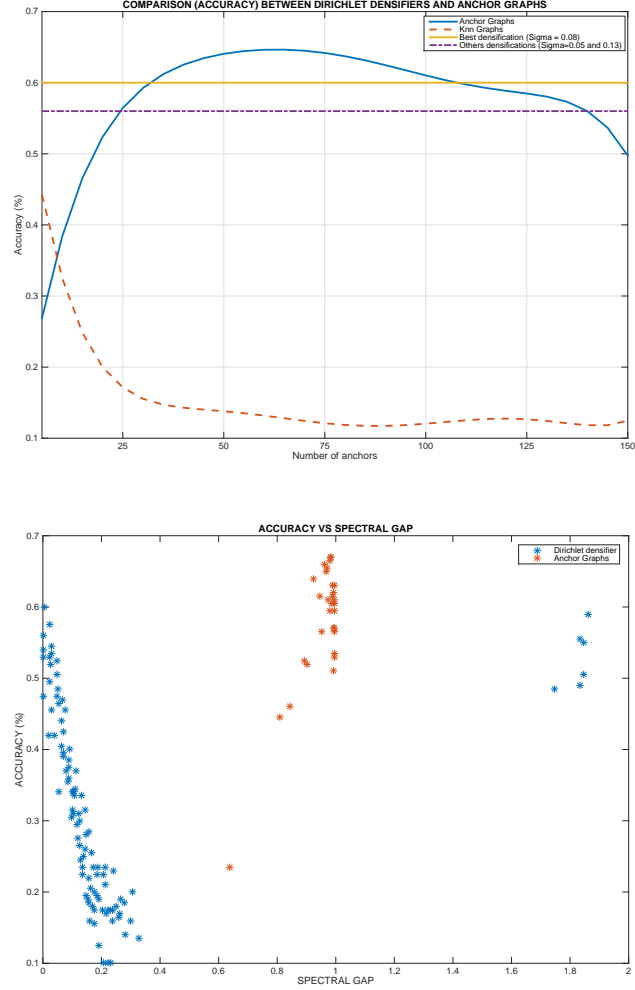 COMPARISON (ACCURACY) BETWEEN DIRICHLET DENSIFIERS AND ANCHOR GRAPHS
Anchor Graphs
Knn Graphs
Best densification (Sigma = 0.08)
Others densifications (Sigma=0.05 and 0.13)
0.7
0.6
0.5
0.4
0.3
0.2
0.1
Accuracy (%)
25 50 75 100 125 150
Number of anchors
ACCURACY VS SPECTRAL GAP
Dirichlet densifier
Anchor Graphs
0.7
0.6
0.5
0.4
0.3
0.2
0.1
ACCURACY (%)
0 0.2 0.4 0.6 0.8 1 1.2 1.4 1.6 1.8 2
SPECTRAL GAP